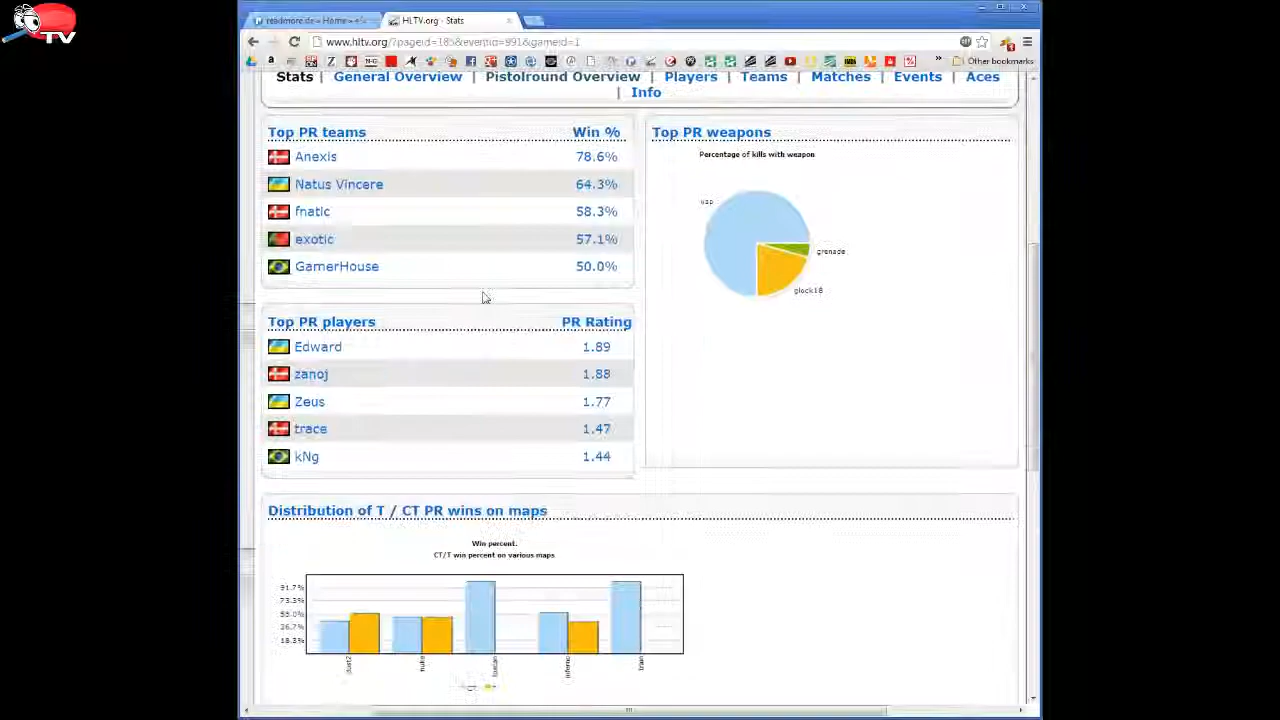 TV
readmore.de » Home » eS
HLTV.org - Stats
www.hltv.org/?pageid=185&eventid=991&gameid=1
Other bookmarks
Stats | General Overview | Pistolround Overview | Players | Teams | Matches | Events | Aces
| Info
Top PR teams Win %
Anexis 78.6%
Natus Vincere 64.3%
fnatic 58.3%
exotic 57.1%
GamerHouse 50.0%
Top PR players PR Rating
Edward 1.89
zanoj 1.88
Zeus 1.77
trace 1.47
kNg 1.44
Top PR weapons
Percentage of kills with weapon
usp
grenade
glock18
Distribution of T / CT PR wins on maps
Win percent.
CT/T win percent on various maps
91.7%
73.3%
55.0%
36.7%
18.3%
dust2
nuke
tuscan
inferno
train
CT